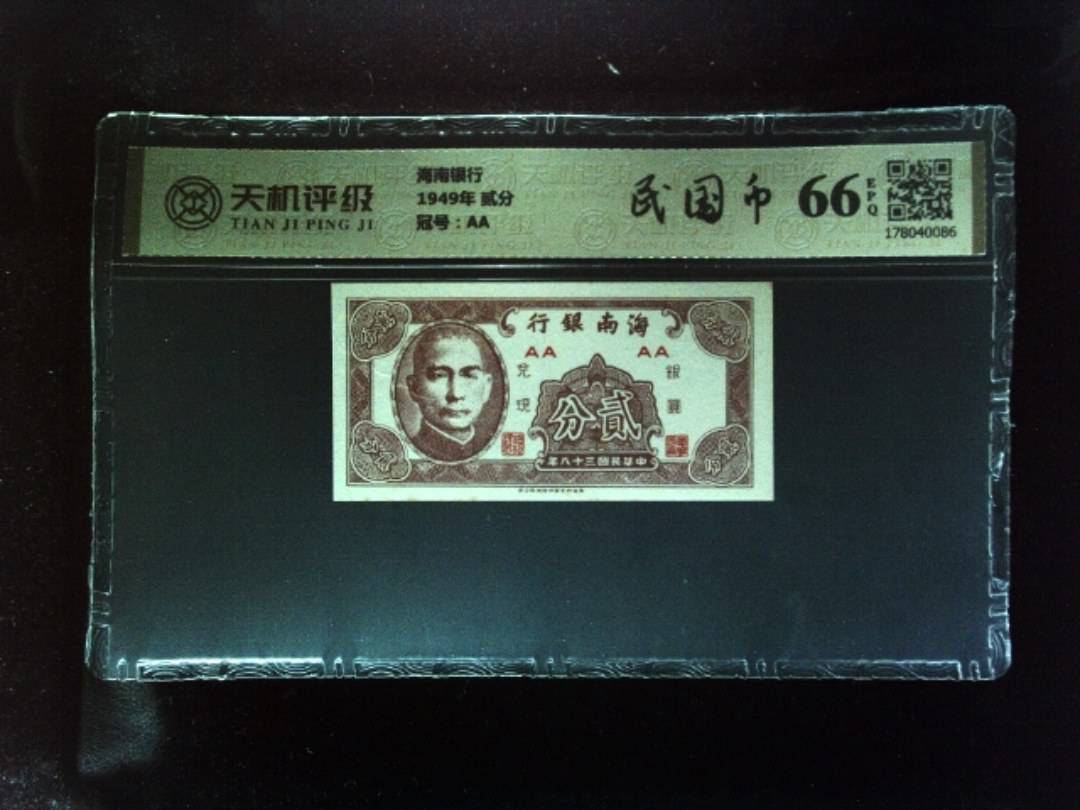 天机评级
TIAN JI PING JI
海南银行
1949年 贰分
冠号：AA
民国币 66 EPQ
178040086
行銀南海
AA AA
兌現
銀圓
分貳
年八十三國民華中